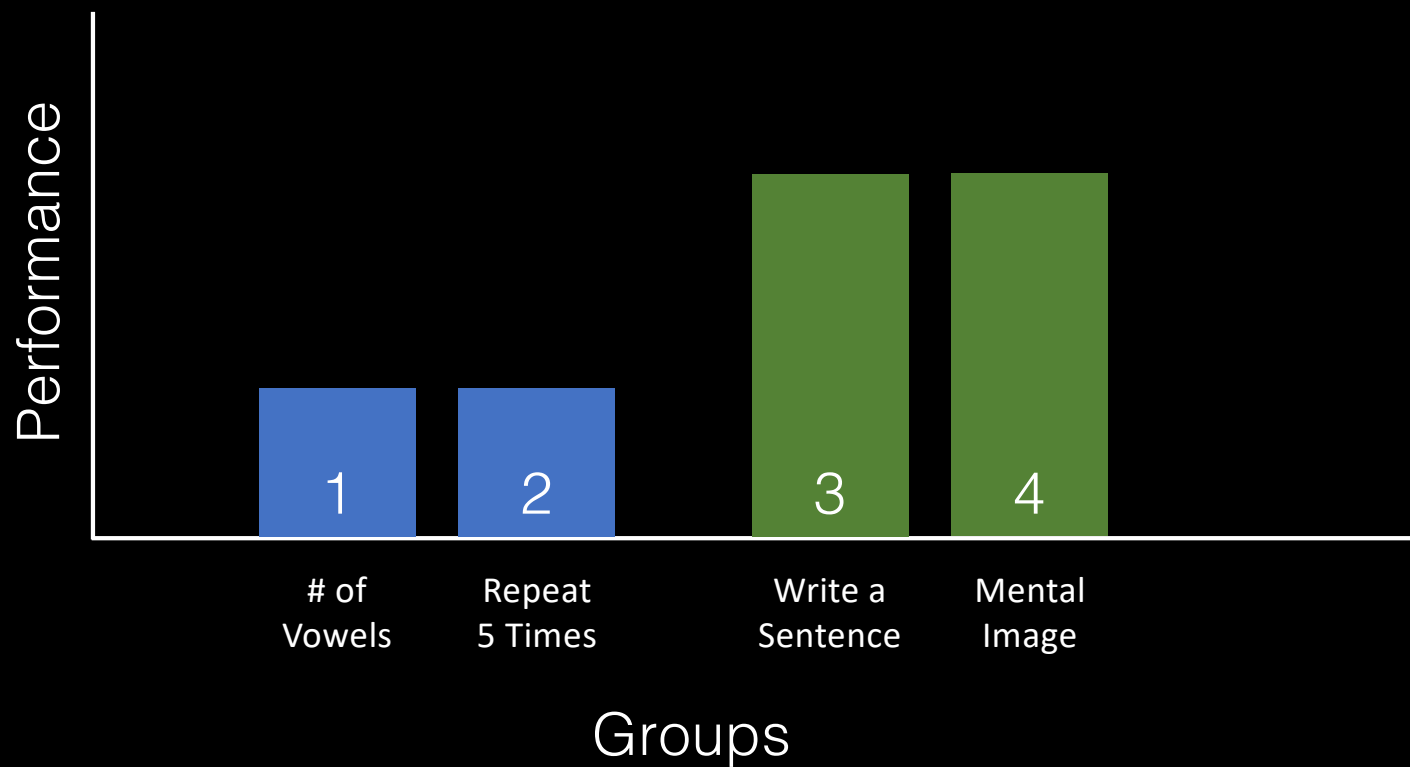 Performance
1
2
3
4
# of
Vowels
Repeat
5 Times
Write a
Sentence
Mental
Image
Groups